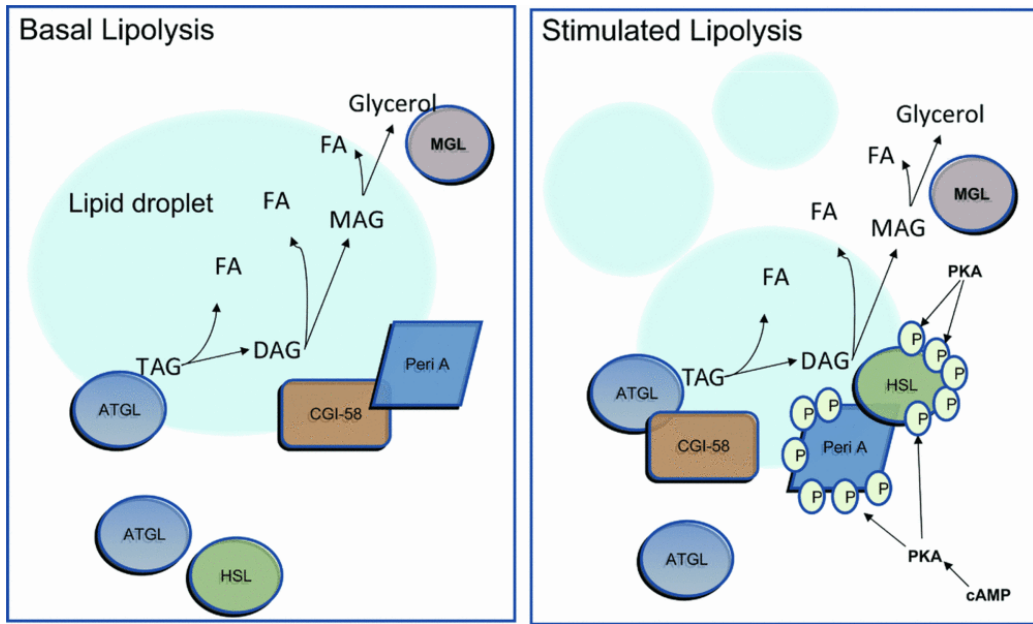 Basal Lipolysis
Glycerol
FA
MGL
Lipid droplet
FA
MAG
FA
TAG
DAG
Peri A
ATGL
CGI-58
ATGL
HSL
Stimulated Lipolysis
Glycerol
FA
MGL
FA
MAG
FA
PKA
P
P
TAG
DAG
P
HSL
ATGL
P
P
P
P
CGI-58
Peri A
P
P
P
P
ATGL
PKA
cAMP